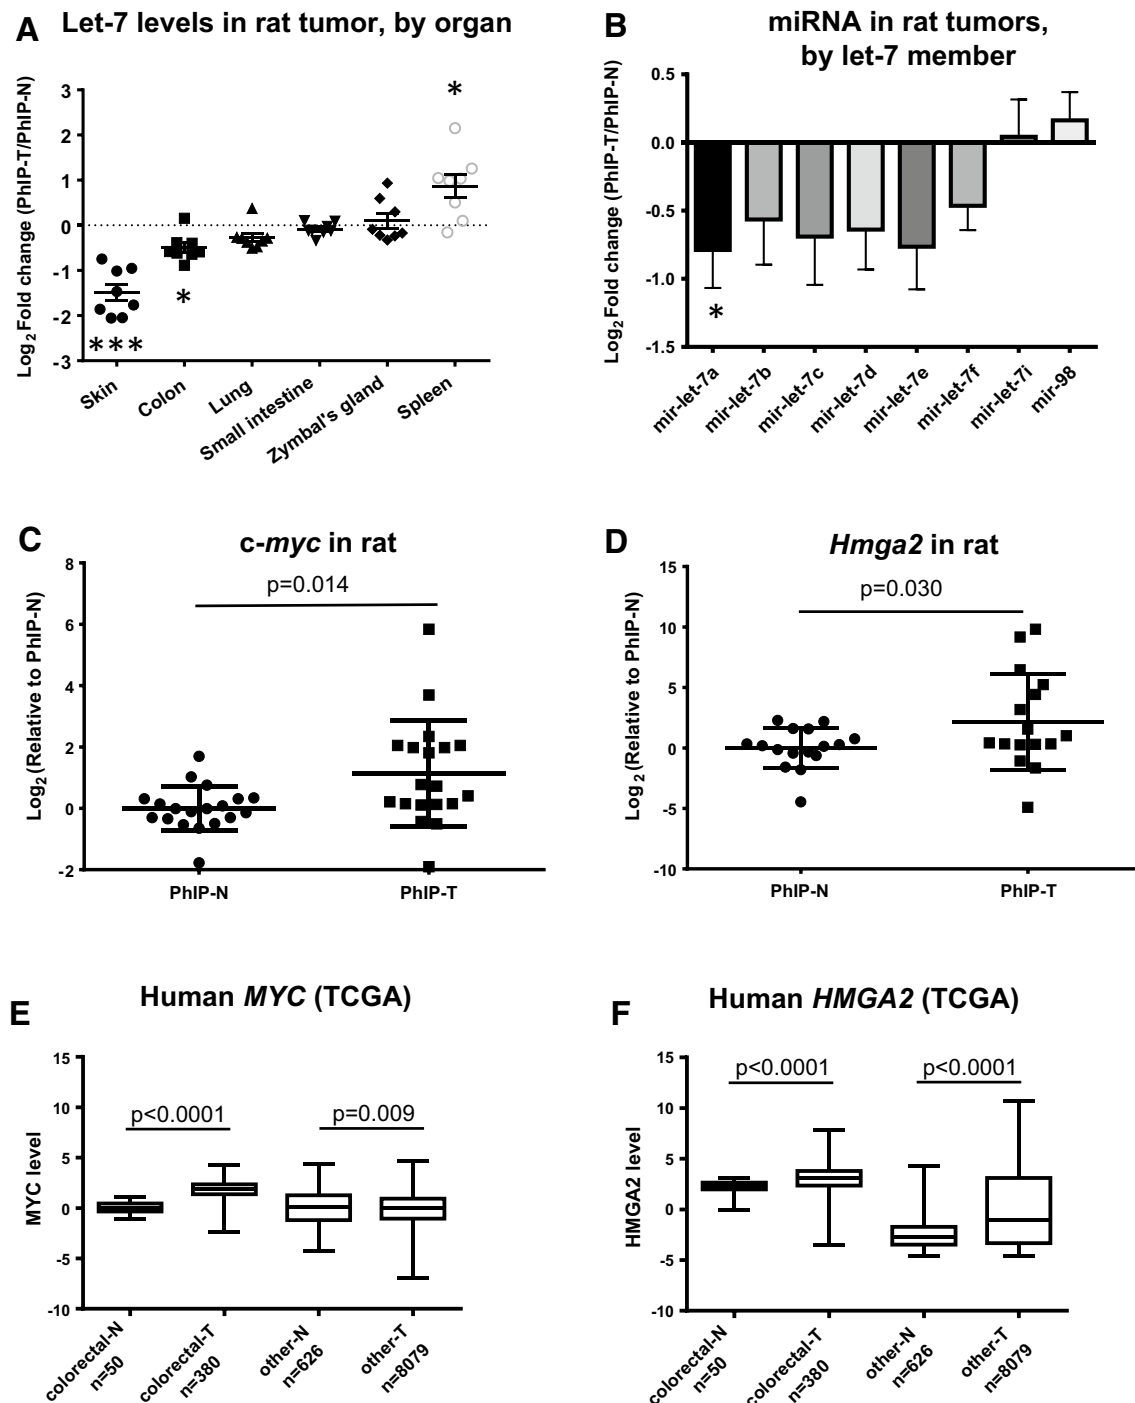 A
Let-7 levels in rat tumor, by organ
Log2 Fold change (PhIP-T/PhIP-N)
3
2
1
0
-1
-2
-3
*
*
***
Skin
Colon
Lung
Small intestine
Zymbal's gland
Spleen
B
miRNA in rat tumors,
by let-7 member
Log2 Fold change (PhIP-T/PhIP-N)
0.5
0.0
-0.5
-1.0
-1.5
*
mir-let-7a
mir-let-7b
mir-let-7c
mir-let-7d
mir-let-7e
mir-let-7f
mir-let-7i
mir-98
C
c-myc in rat
p=0.014
Log2 (Relative to PhIP-N)
8
6
4
2
0
-2
PhIP-N
PhIP-T
D
Hmga2 in rat
p=0.030
Log2 (Relative to PhIP-N)
15
10
5
0
-5
-10
PhIP-N
PhIP-T
E
Human MYC (TCGA)
MYC level
15
10
5
0
-5
-10
p<0.0001
p=0.009
colorectal-N
n=50
colorectal-T
n=380
other-N
n=626
other-T
n=8079
F
Human HMGA2 (TCGA)
HMGA2 level
15
10
5
0
-5
-10
p<0.0001
p<0.0001
colorectal-N
n=50
colorectal-T
n=380
other-N
n=626
other-T
n=8079